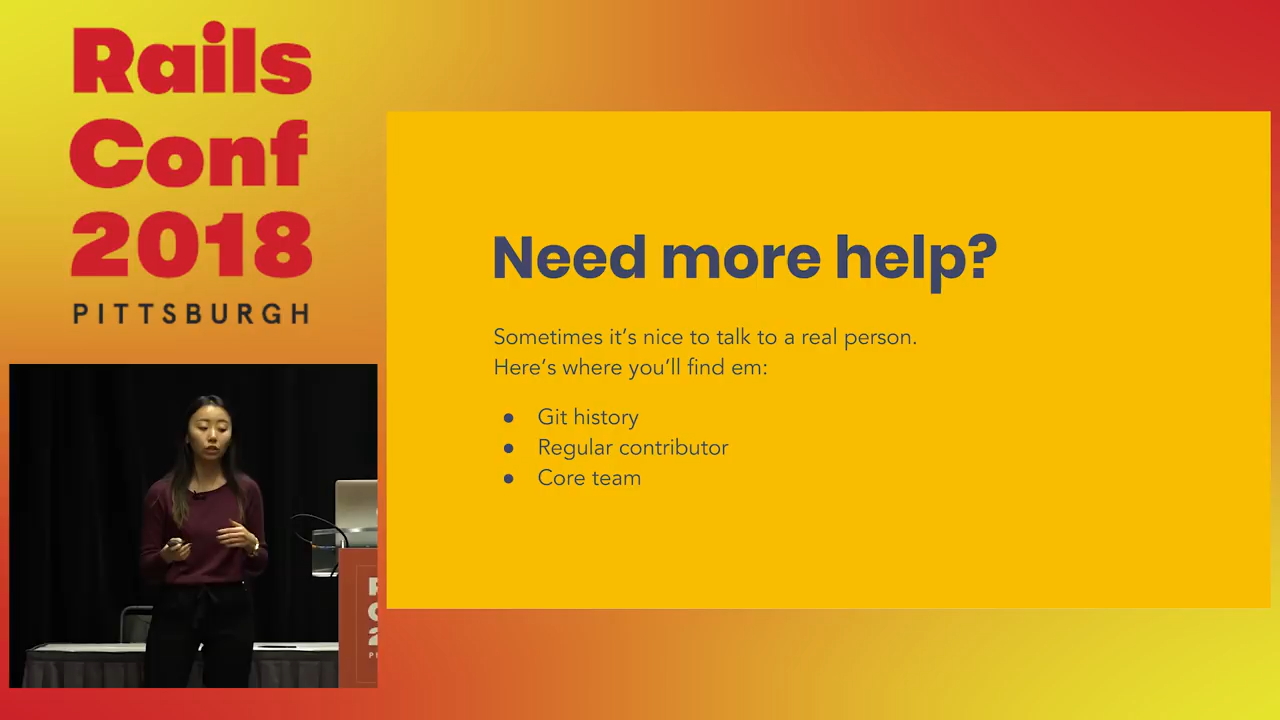 Rails
Conf
2018
PITTSBURGH
Need more help?
Sometimes it's nice to talk to a real person.
Here's where you'll find em:
● Git history
● Regular contributor
● Core team